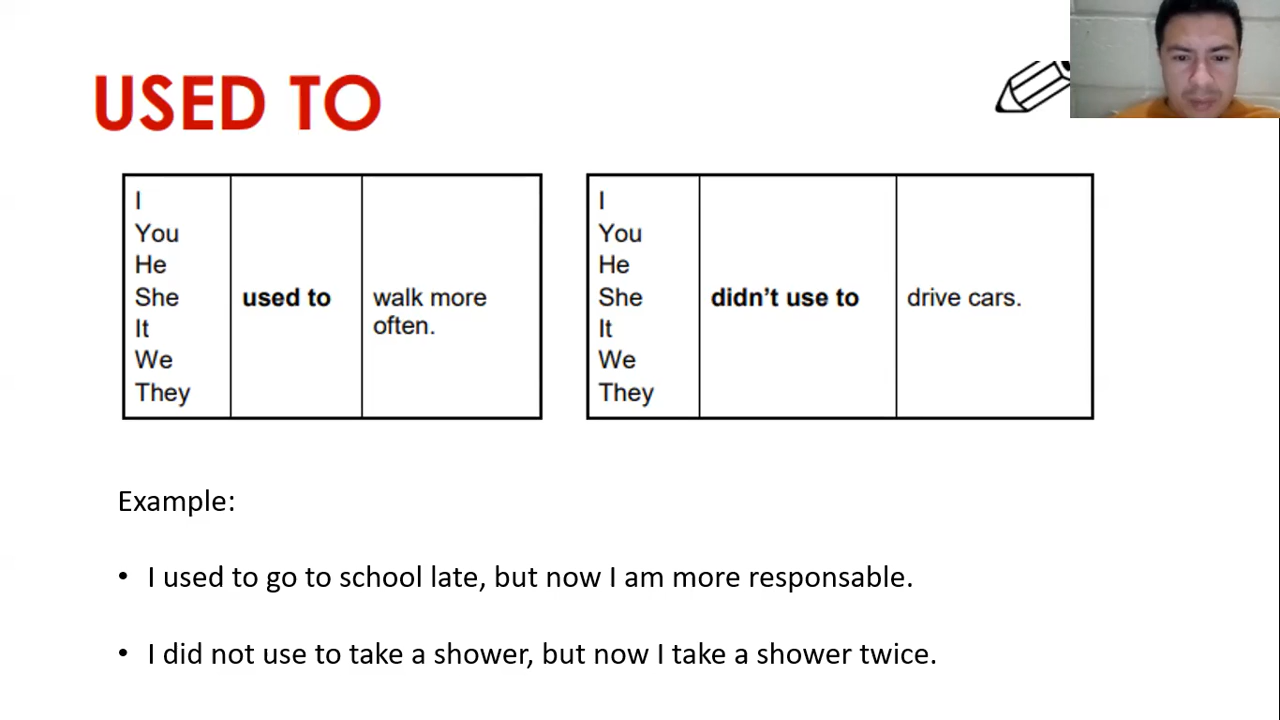 USED TO
I
You
He
She
It
We
They
used to
walk more
often.
I
You
He
She
It
We
They
didn’t use to
drive cars.
Example:
• I used to go to school late, but now I am more responsable.
• I did not use to take a shower, but now I take a shower twice.